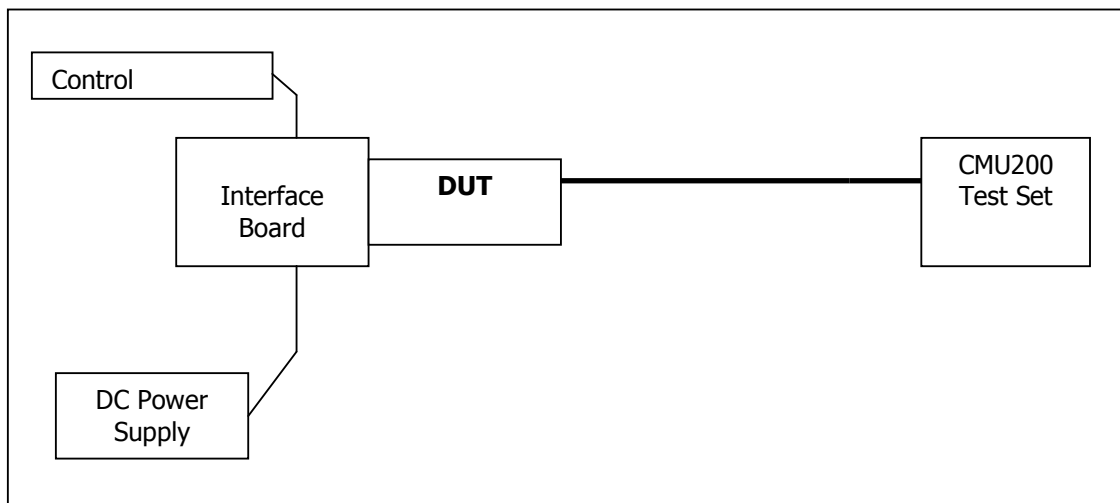 Control
Interface
Board
DUT
CMU200
Test Set
DC Power
Supply